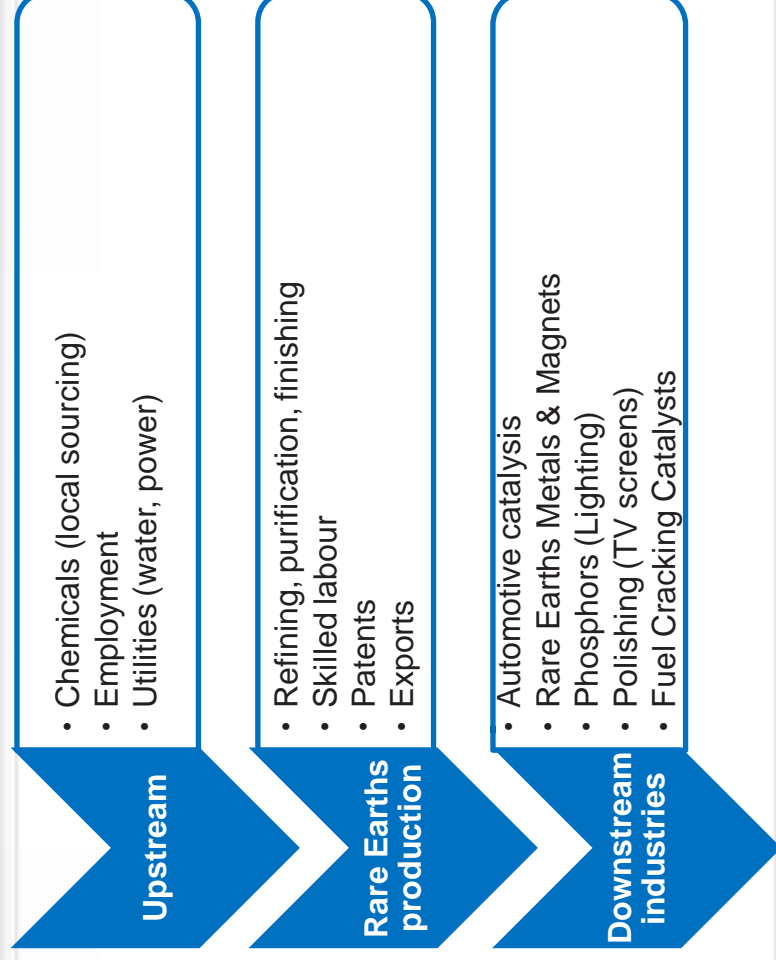 Upstream
• Chemicals (local sourcing)
• Employment
• Utilities (water, power)
Rare Earths
production
• Refining, purification, finishing
• Skilled labour
• Patents
• Exports
Downstream
industries
• Automotive catalysis
• Rare Earths Metals & Magnets
• Phosphors (Lighting)
• Polishing (TV screens)
• Fuel Cracking Catalysts